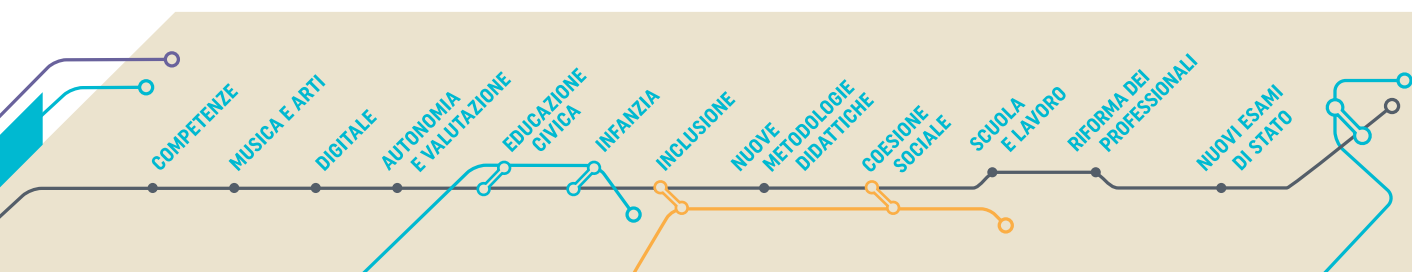 COMPETENZE
MUSICA E ARTI
DIGITALE
AUTONOMIA
E VALUTAZIONE
EDUCAZIONE
CIVICA
INFANZIA
INCLUSIONE
NUOVE
METODOLOGIE
DIDATTICHE
COESIONE
SOCIALE
SCUOLA
E LAVORO
RIFORMA DEI
PROFESSIONALI
NUOVI ESAMI
DI STATO